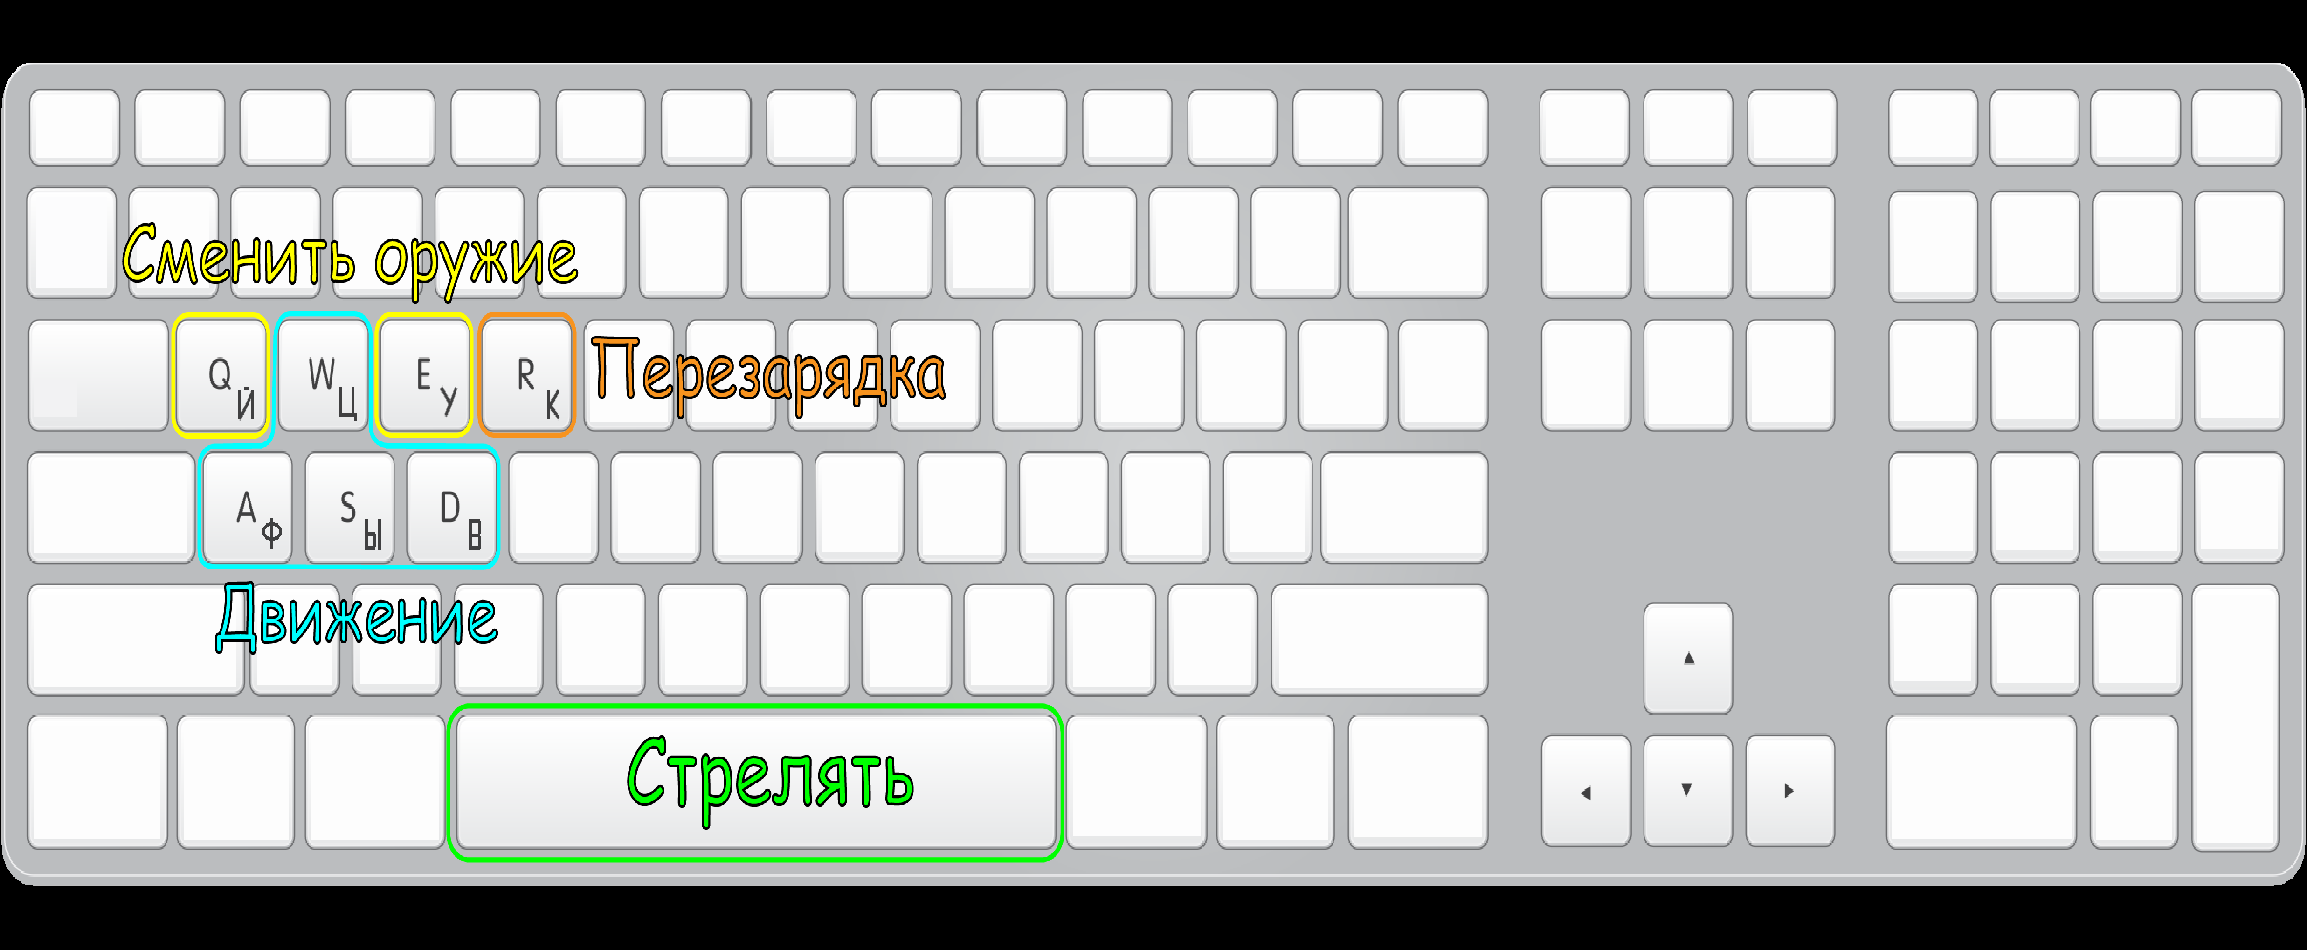 Сменить оружие
Q Й
W Ц
E У
R К
Перезарядка
A Ф
S Ы
D В
Движение
Стрелять